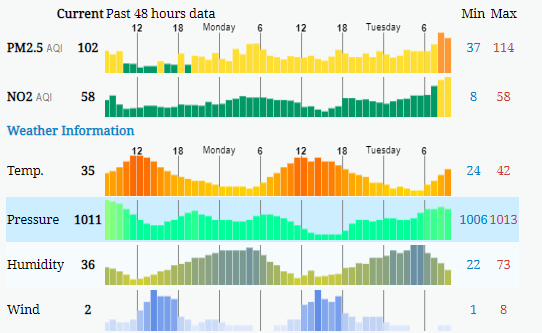 Current Past 48 hours data Min Max
12 18 Monday 6 12 18 Tuesday 6
PM2.5 AQI 102 37 114
NO2 AQI 58 8 58
Weather Information
12 18 Monday 6 12 18 Tuesday 6
Temp. 35 24 42
Pressure 1011 1006 1013
Humidity 36 22 73
Wind 2 1 8